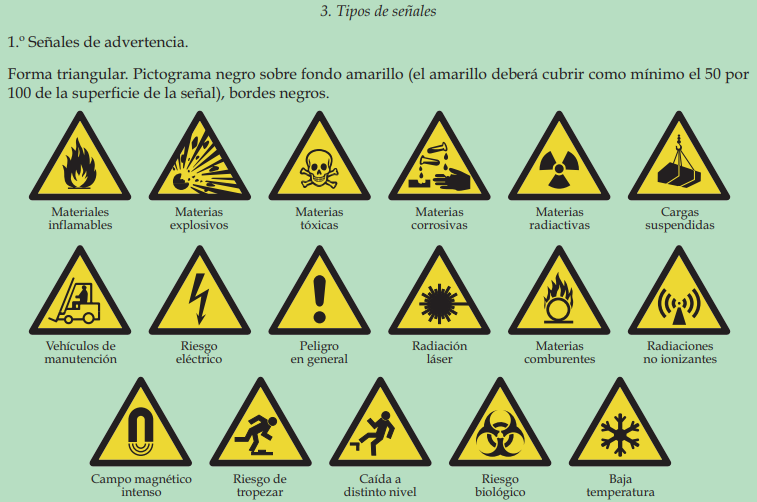 3. Tipos de señales
1.º Señales de advertencia.
Forma triangular. Pictograma negro sobre fondo amarillo (el amarillo deberá cubrir como mínimo el 50 por
100 de la superficie de la señal), bordes negros.
Materiales
inflamables
Materias
explosivos
Materias
tóxicas
Materias
corrosivas
Materias
radiactivas
Cargas
suspendidas
Vehículos de
manutención
Riesgo
eléctrico
Peligro
en general
Radiación
láser
Materias
comburentes
Radiaciones
no ionizantes
Campo magnético
intenso
Riesgo de
tropezar
Caída a
distinto nivel
Riesgo
biológico
Baja
temperatura